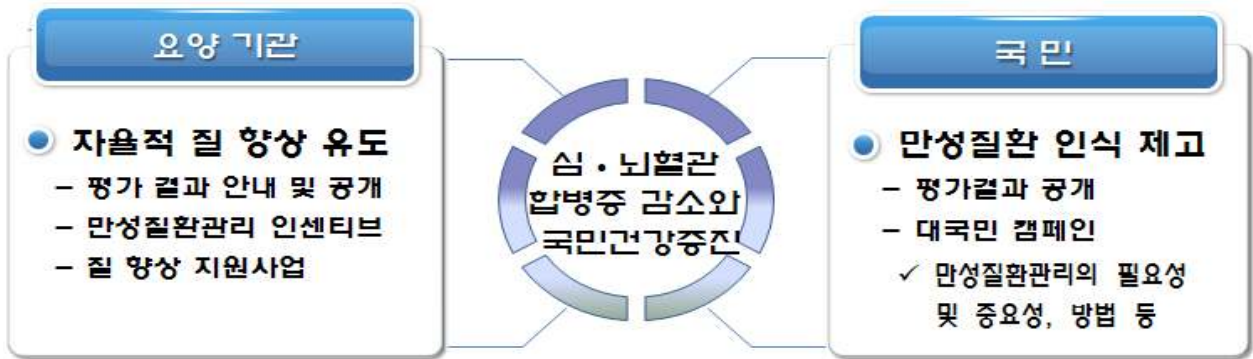 요양 기관
● 자율적 질 향상 유도
– 평가 결과 안내 및 공개
– 만성질환관리 인센티브
– 질 향상 지원사업
심・뇌혈관
합병증 감소와
국민건강증진
국 민
● 만성질환 인식 제고
– 평가결과 공개
– 대국민 캠페인
✓ 만성질환관리의 필요성
및 중요성, 방법 등